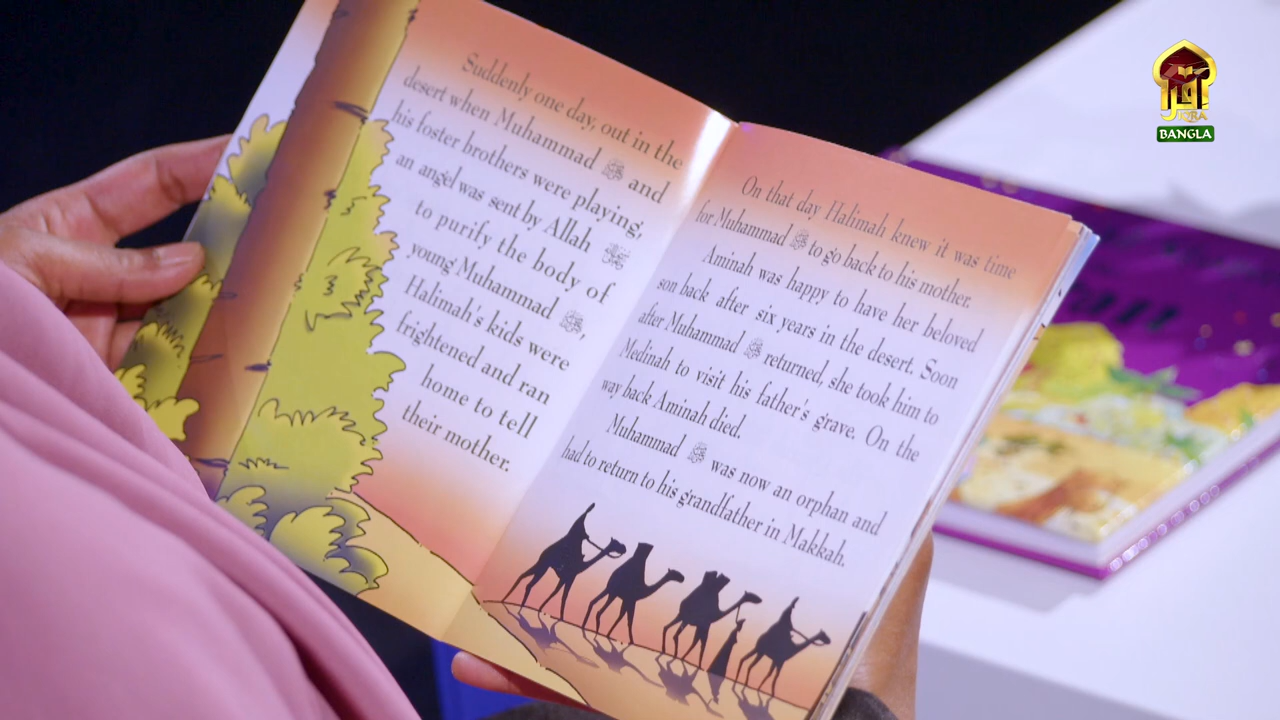 Suddenly one day, out in the
desert when Muhammad ﷺ and
his foster brothers were playing,
an angel was sent by Allah ﷻ
to purify the body of
young Muhammad ﷺ,
Halimah's kids were
frightened and ran
home to tell
their mother.
On that day Halimah knew it was time
for Muhammad ﷺ to go back to his mother.
Aminah was happy to have her beloved
son back after six years in the desert. Soon
after Muhammad ﷺ returned, she took him to
Medinah to visit his father's grave. On the
way back Aminah died.
Muhammad ﷺ was now an orphan and
had to return to his grandfather in Makkah.
اقرأ
IQRA
BANGLA